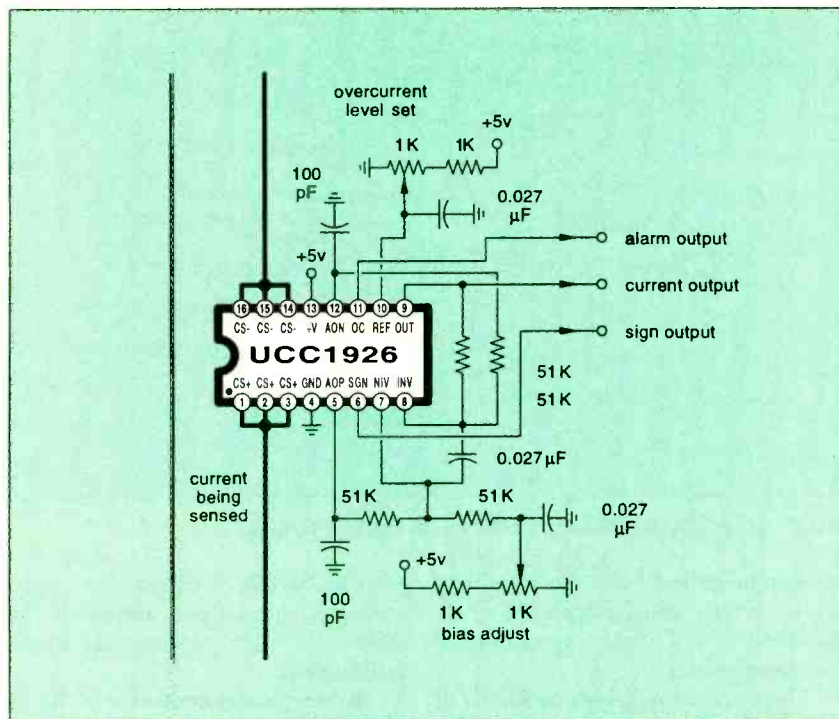 overcurrent
level set
+5v
1K 1K
100
pF
0.027
µF
+5v
alarm output
current output
sign output
16 15 14 13 12 11 10 9
CS- CS- CS- +V AON OC REF OUT
UCC1926
CS+ CS+ CS+ GND AOP SGN NIV INV
1 2 3 4 5 6 7 8
51K
51K
0.027µF
current
being
sensed
51K 51K
0.027
µF
+5v
100
pF
1K 1K
bias adjust